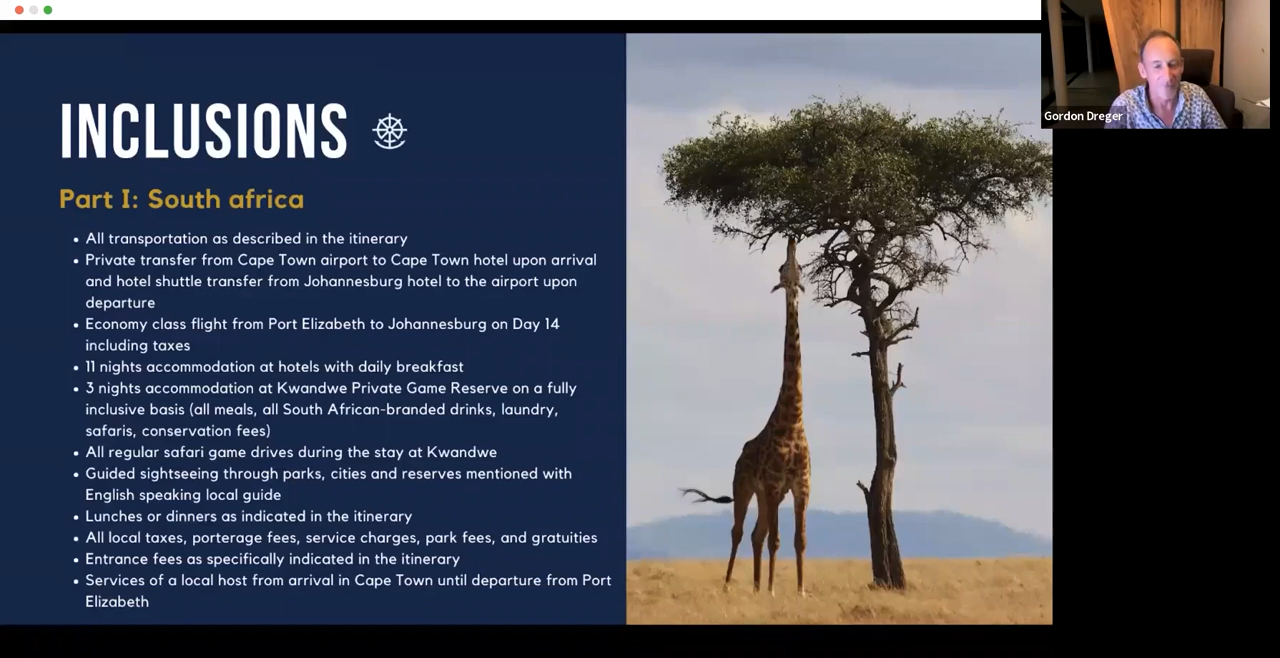 INCLUSIONS
Part I: South africa
• All transportation as described in the itinerary
• Private transfer from Cape Town airport to Cape Town hotel upon arrival
and hotel shuttle transfer from Johannesburg hotel to the airport upon
departure
• Economy class flight from Port Elizabeth to Johannesburg on Day 14
including taxes
• 11 nights accommodation at hotels with daily breakfast
• 3 nights accommodation at Kwandwe Private Game Reserve on a fully
inclusive basis (all meals, all South African-branded drinks, laundry,
safaris, conservation fees)
• All regular safari game drives during the stay at Kwandwe
• Guided sightseeing through parks, cities and reserves mentioned with
English speaking local guide
• Lunches or dinners as indicated in the itinerary
• All local taxes, porterage fees, service charges, park fees, and gratuities
• Entrance fees as specifically indicated in the itinerary
• Services of a local host from arrival in Cape Town until departure from Port
Elizabeth
Gordon Dreger